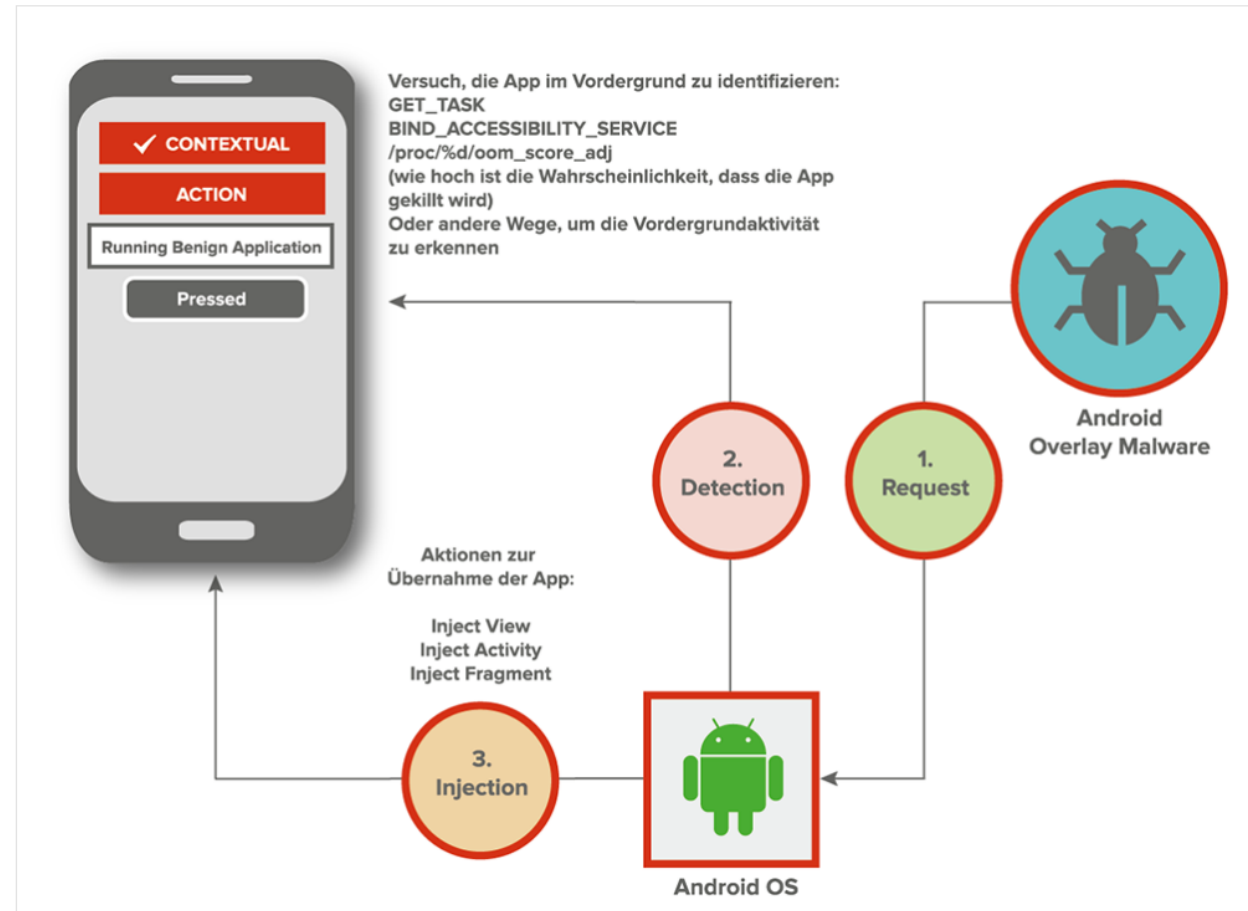 Versuch, die App im Vordergrund zu identifizieren:
GET_TASK
BIND_ACCESSIBILITY_SERVICE
/proc/%d/oom_score_adj
(wie hoch ist die Wahrscheinlichkeit, dass die App
gekillt wird)
Oder andere Wege, um die Vordergrundaktivität
zu erkennen
CONTEXTUAL
ACTION
Running Benign Application
Pressed
Android
Overlay Malware
1.
Request
2.
Detection
Aktionen zur
Übernahme der App:
Inject View
Inject Activity
Inject Fragment
3.
Injection
Android OS